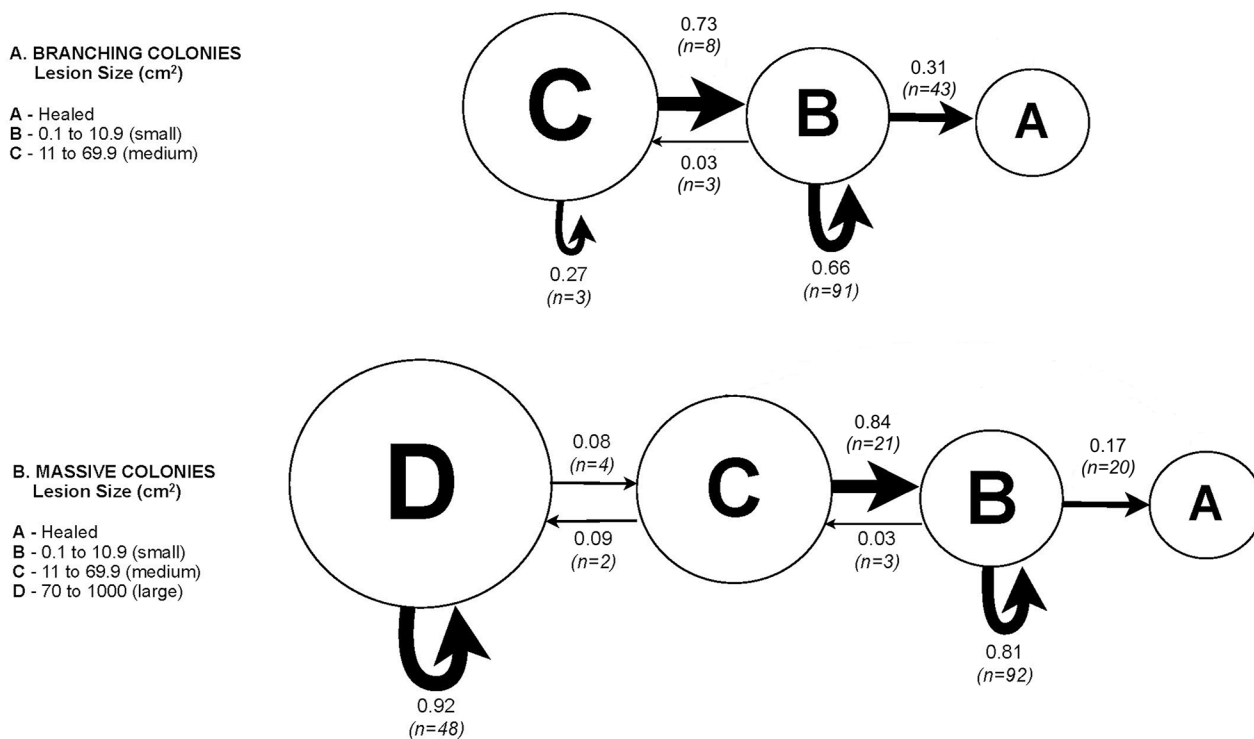 A. BRANCHING COLONIES
Lesion Size (cm²)
A - Healed
B - 0.1 to 10.9 (small)
C - 11 to 69.9 (medium)
C
0.73
(n=8)
B
0.31
(n=43)
A
0.03
(n=3)
0.27
(n=3)
0.66
(n=91)
B. MASSIVE COLONIES
Lesion Size (cm²)
A - Healed
B - 0.1 to 10.9 (small)
C - 11 to 69.9 (medium)
D - 70 to 1000 (large)
D
0.08
(n=4)
C
0.84
(n=21)
B
0.17
(n=20)
A
0.09
(n=2)
0.03
(n=3)
0.92
(n=48)
0.81
(n=92)